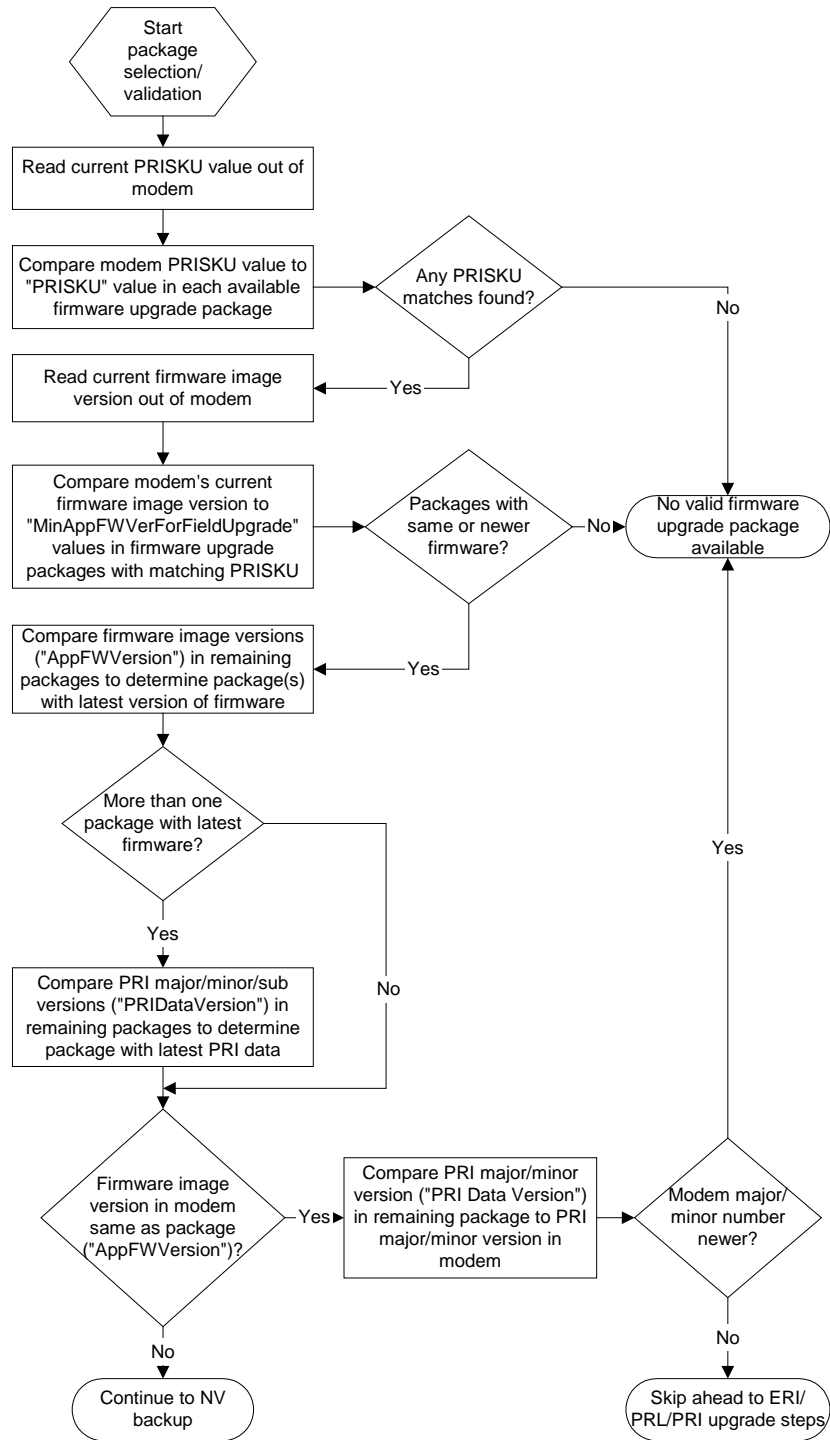 Start
package
selection/
validation
Read current PRISKU value out of
modem
Compare modem PRISKU value to
"PRISKU" value in each available
firmware upgrade package
Any PRISKU
matches found?
No
Yes
Read current firmware image
version out of modem
Compare modem's current
firmware image version to
"MinAppFWVerForFieldUpgrade"
values in firmware upgrade
packages with matching PRISKU
Packages with
same or newer
firmware?
No
No valid firmware
upgrade package
available
Yes
Compare firmware image versions
("AppFWVersion") in remaining
packages to determine package(s)
with latest version of firmware
More than one
package with latest
firmware?
Yes
No
Yes
Compare PRI major/minor/sub
versions ("PRIDataVersion") in
remaining packages to determine
package with latest PRI data
Firmware image
version in modem
same as package
("AppFWVersion")?
Yes
Compare PRI major/minor
version ("PRI Data Version")
in remaining package to PRI
major/minor version in
modem
Modem major/
minor number
newer?
No
No
Continue to NV
backup
Skip ahead to ERI/
PRL/PRI upgrade steps